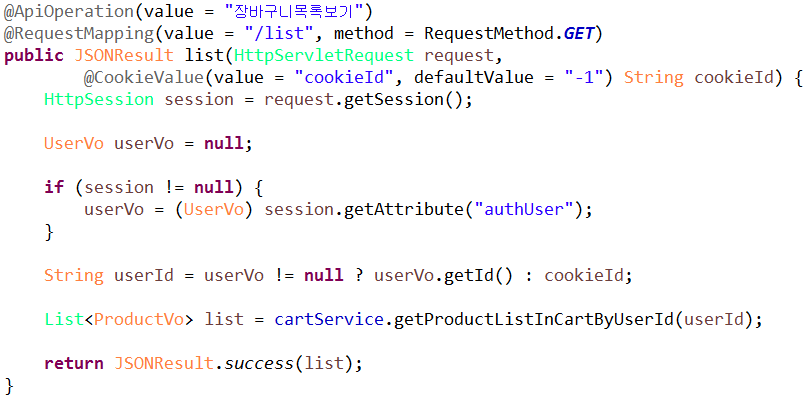 @ApiOperation(value = "장바구니목록보기")
@RequestMapping(value = "/list", method = RequestMethod.GET)
public JSONResult list(HttpServletRequest request,
        @CookieValue(value = "cookieId", defaultValue = "-1") String cookieId) {
    HttpSession session = request.getSession();

    UserVo userVo = null;

    if (session != null) {
        userVo = (UserVo) session.getAttribute("authUser");
    }

    String userId = userVo != null ? userVo.getId() : cookieId;

    List<ProductVo> list = cartService.getProductListInCartByUserId(userId);

    return JSONResult.success(list);
}